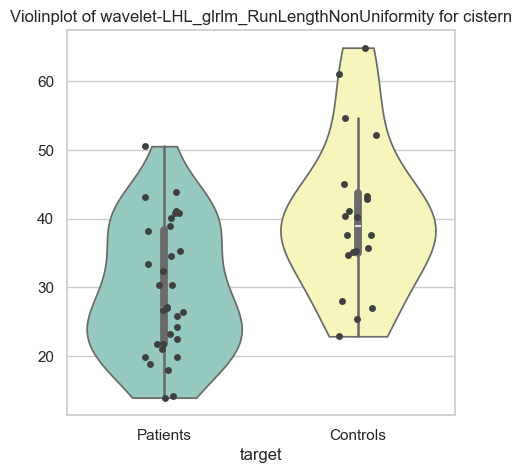 Violinplot of wavelet-LHL_glrlm_RunLengthNonUniformity for cistern
60
50
40
30
20
Patients
Controls
target